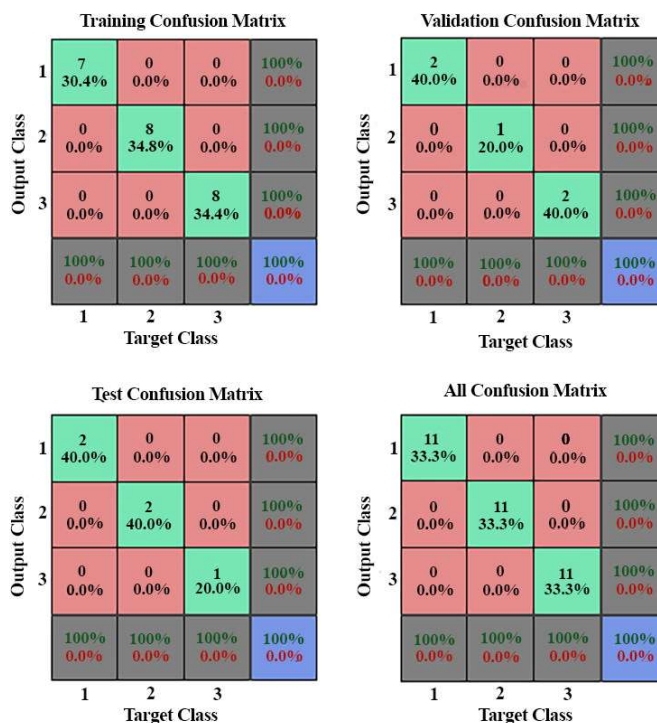 Training Confusion Matrix
1 7 0 0 100%
30.4% 0.0% 0.0% 0.0%
2 0 8 0 100%
0.0% 34.8% 0.0% 0.0%
3 0 0 8 100%
0.0% 0.0% 34.4% 0.0%
100% 100% 100% 100%
0.0% 0.0% 0.0% 0.0%
1 2 3
Target Class
Output Class
Validation Confusion Matrix
1 2 0 0 100%
40.0% 0.0% 0.0% 0.0%
2 0 1 0 100%
0.0% 20.0% 0.0% 0.0%
3 0 0 2 100%
0.0% 0.0% 40.0% 0.0%
100% 100% 100% 100%
0.0% 0.0% 0.0% 0.0%
1 2 3
Target Class
Output Class
Test Confusion Matrix
1 2 0 0 100%
40.0% 0.0% 0.0% 0.0%
2 0 2 0 100%
0.0% 40.0% 0.0% 0.0%
3 0 0 1 100%
0.0% 0.0% 20.0% 0.0%
100% 100% 100% 100%
0.0% 0.0% 0.0% 0.0%
1 2 3
Target Class
Output Class
All Confusion Matrix
1 11 0 0 100%
33.3% 0.0% 0.0% 0.0%
2 0 11 0 100%
0.0% 33.3% 0.0% 0.0%
3 0 0 11 100%
0.0% 0.0% 33.3% 0.0%
100% 100% 100% 100%
0.0% 0.0% 0.0% 0.0%
1 2 3
Target Class
Output Class